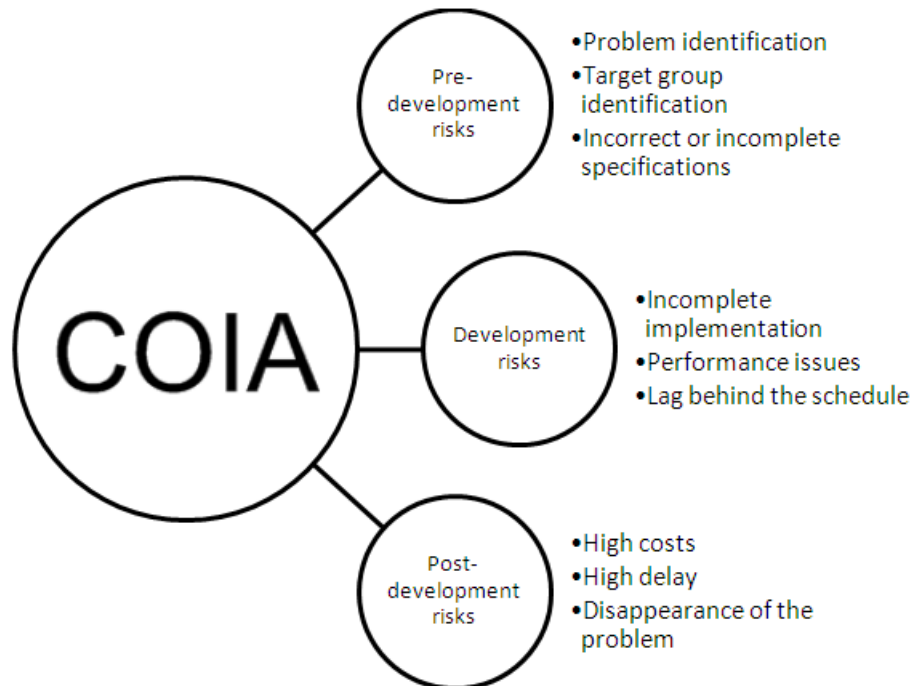 Pre-
development
risks
•Problem identification
•Target group
identification
•Incorrect or incomplete
specifications
COIA
Development
risks
•Incomplete
implementation
•Performance issues
•Lag behind the schedule
Post-
development
risks
•High costs
•High delay
•Disappearance of the
problem